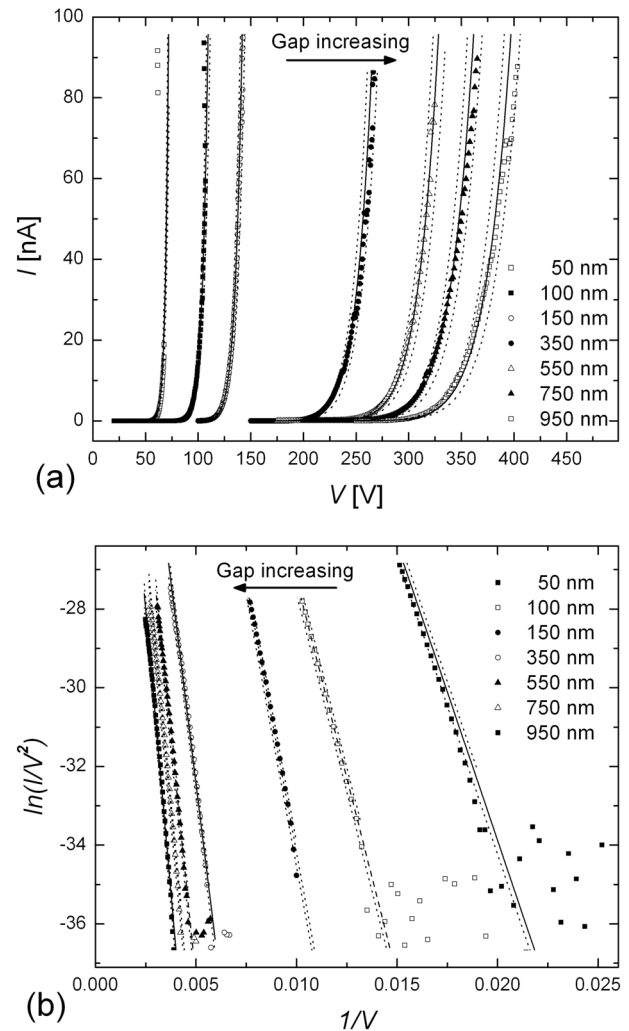 100
80
60
40
20
0
I [nA]
Gap increasing
50 nm
100 nm
150 nm
350 nm
550 nm
750 nm
950 nm
0 50 100 150 200 250 300 350 400 450
(a)
V [V]
-28
-30
-32
-34
-36
ln(I/V²)
Gap increasing
50 nm
100 nm
150 nm
350 nm
550 nm
750 nm
950 nm
0.000 0.005 0.010 0.015 0.020 0.025
(b)
1/V